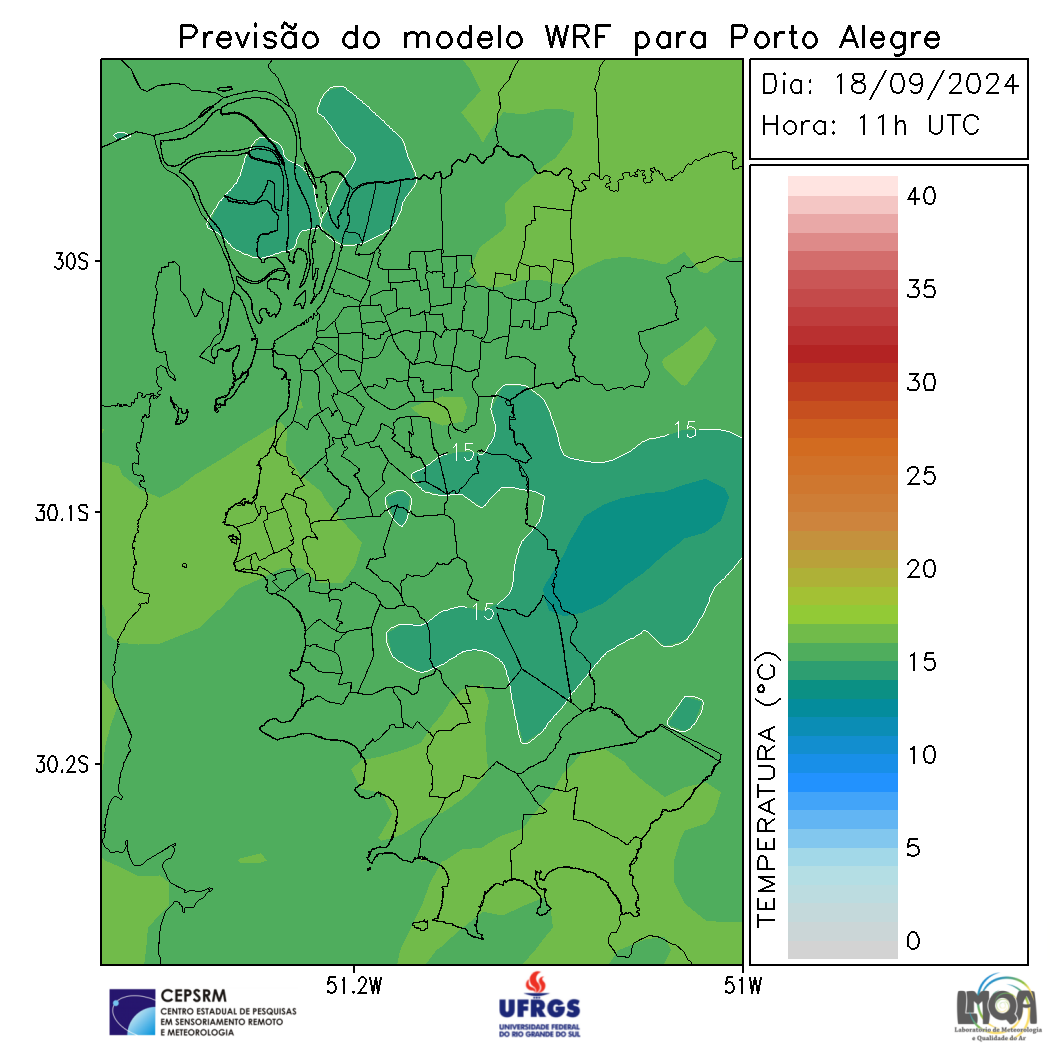 Previsão do modelo WRF para Porto Alegre
Dia: 18/09/2024
Hora: 11h UTC
40
35
30
25
20
15
10
5
0
TEMPERATURA (°C)
30S
30.1S
30.2S
51.2W
51W
15
15
15
CEPSRM
CENTRO ESTADUAL DE PESQUISAS
EM SENSORIAMENTO REMOTO
E METEOROLOGIA
UFRGS
UNIVERSIDADE FEDERAL
DO RIO GRANDE DO SUL
LMQA
Laboratório de Meteorologia
e Qualidade do Ar